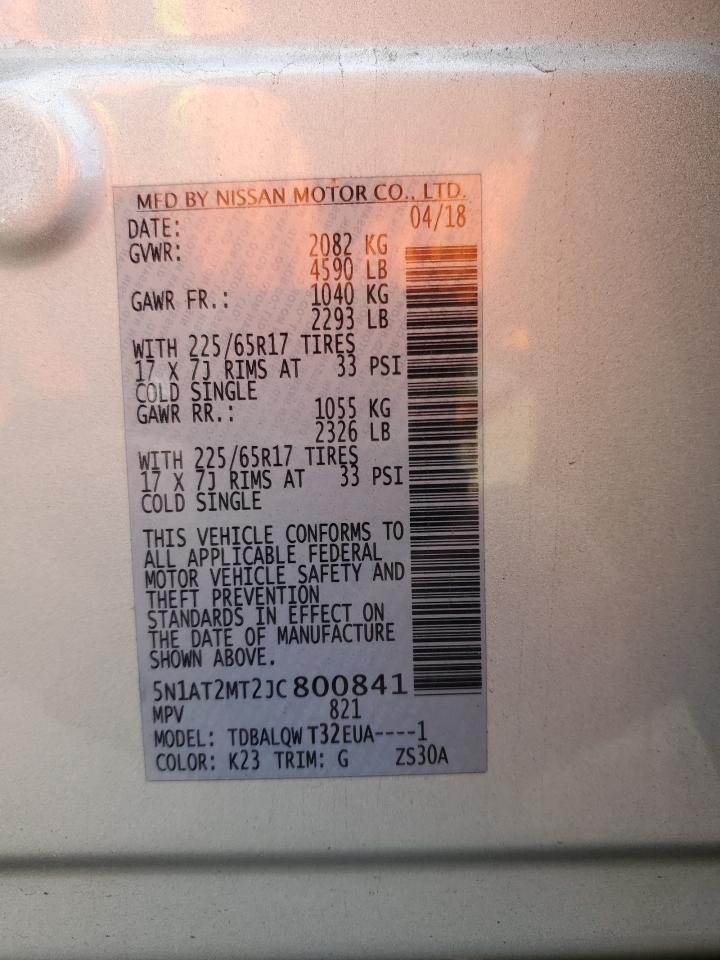 MFD BY NISSAN MOTOR CO., LTD.
DATE: 04/18
GVWR: 2082 KG
4590 LB
GAWR FR.: 1040 KG
2293 LB
WITH 225/65R17 TIRES
17 X 7J RIMS AT 33 PSI
COLD SINGLE
GAWR RR.: 1055 KG
2326 LB
WITH 225/65R17 TIRES
17 X 7J RIMS AT 33 PSI
COLD SINGLE
THIS VEHICLE CONFORMS TO
ALL APPLICABLE FEDERAL
MOTOR VEHICLE SAFETY AND
THEFT PREVENTION
STANDARDS IN EFFECT ON
THE DATE OF MANUFACTURE
SHOWN ABOVE.
5N1AT2MT2JC800841
MPV 821
MODEL: TDBALQW T32EUA----1
COLOR: K23 TRIM: G ZS30A